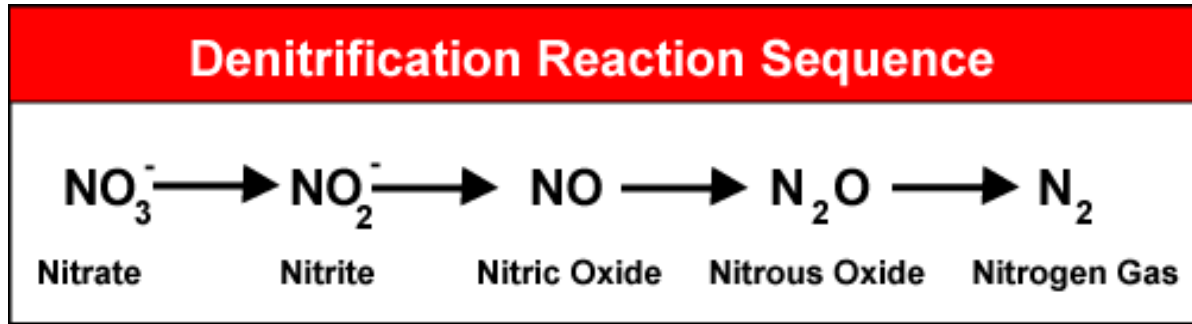 Denitrification Reaction Sequence
NO₃⁻ → NO₂⁻ → NO → N₂O → N₂
Nitrate Nitrite Nitric Oxide Nitrous Oxide Nitrogen Gas